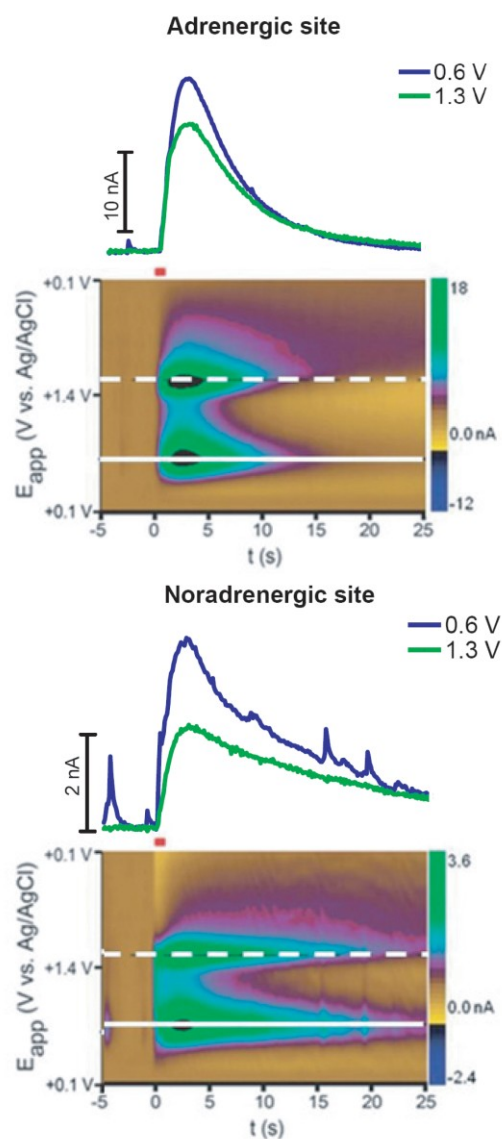 Adrenergic site
0.6 V
1.3 V
10 nA
+0.1 V
+1.4 V
+0.1 V
E_app (V vs. Ag/AgCl)
18
0.0 nA
-12
-5 0 5 10 15 20 25
t (s)
Noradrenergic site
0.6 V
1.3 V
2 nA
+0.1 V
+1.4 V
+0.1 V
E_app (V vs. Ag/AgCl)
3.6
0.0 nA
-2.4
-5 0 5 10 15 20 25
t (s)